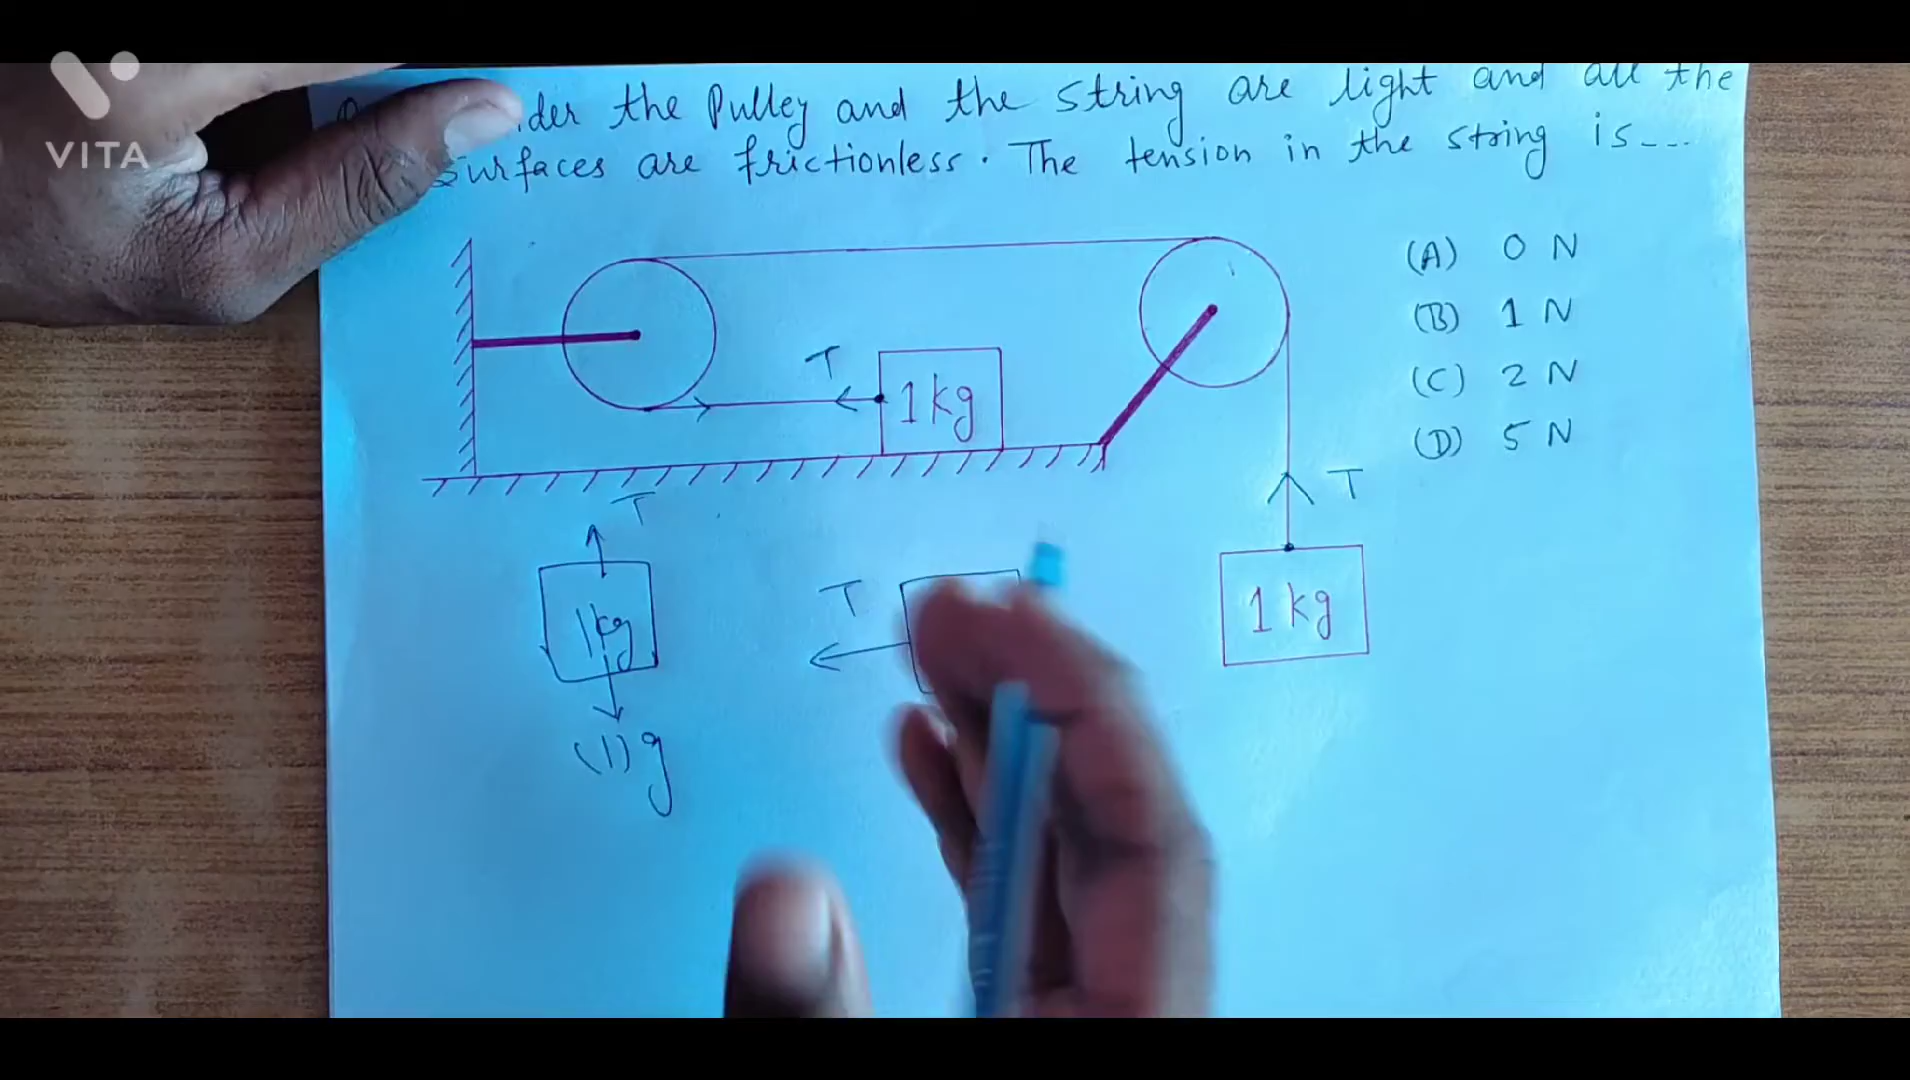 VITA
der the Pulley and the string are light and all the
surfaces are frictionless. The tension in the string is---
(A) 0 N
(B) 1 N
(C) 2 N
(D) 5 N
T
1 kg
T
T
1kg
(1)g
T
1 kg